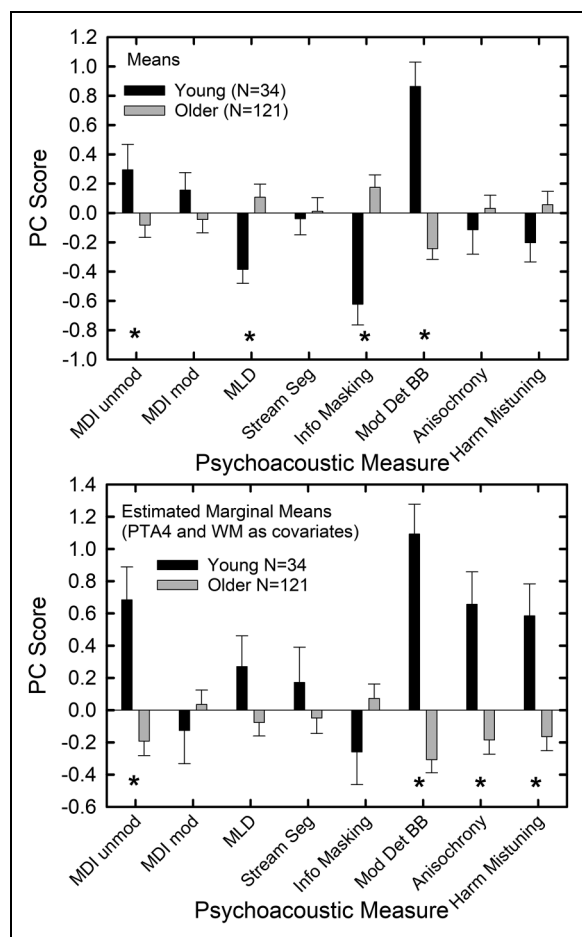 1.2
1.0
0.8
0.6
0.4
0.2
0.0
-0.2
-0.4
-0.6
-0.8
-1.0
PC Score
Means
Young (N=34)
Older (N=121)
* * * *
MDI unmod
MDI mod
MLD
Stream Seg
Info Masking
Mod Det BB
Anisochrony
Harm Mistuning
Psychoacoustic Measure
1.4
1.2
1.0
0.8
0.6
0.4
0.2
0.0
-0.2
-0.4
-0.6
PC Score
Estimated Marginal Means
(PTA4 and WM as covariates)
Young N=34
Older N=121
* * * *
MDI unmod
MDI mod
MLD
Stream Seg
Info Masking
Mod Det BB
Anisochrony
Harm Mistuning
Psychoacoustic Measure